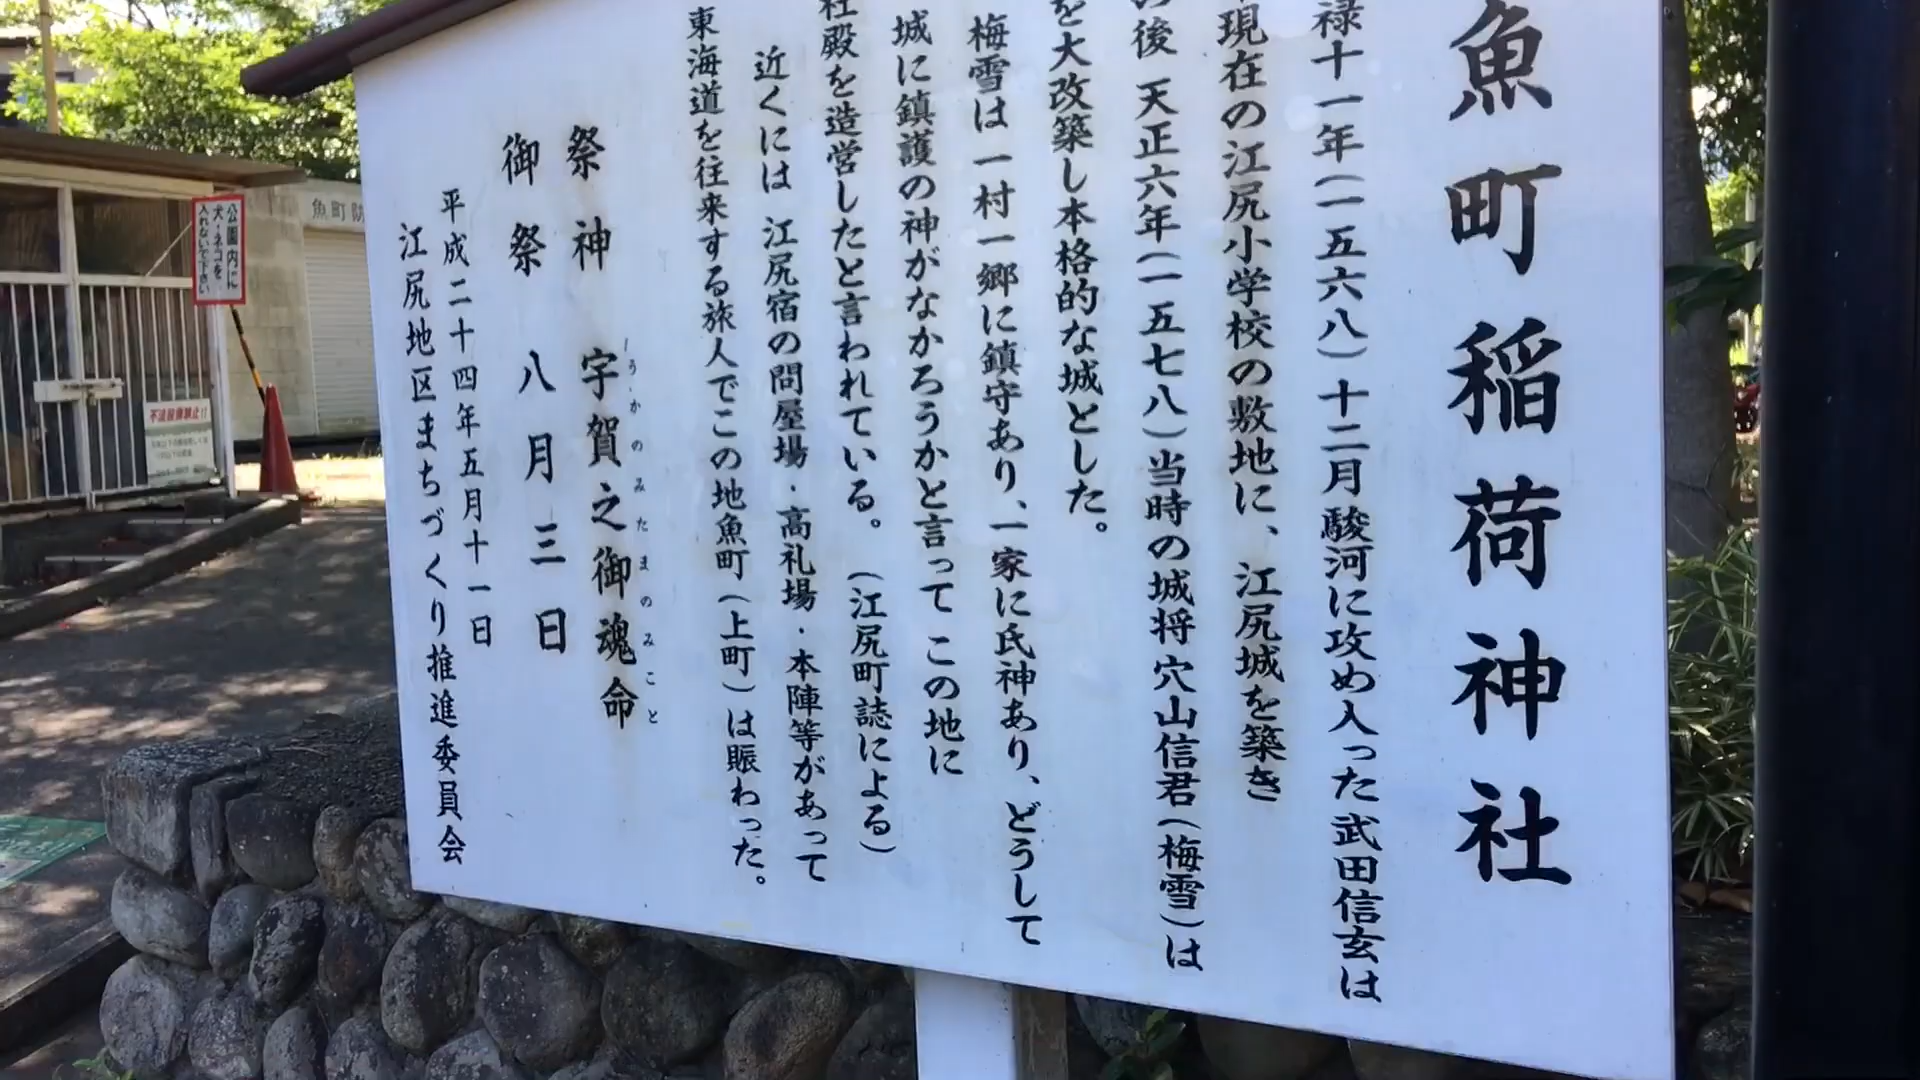 魚町稲荷神社
禄十一年(一五六八)十二月駿河に攻め入った武田信玄は
現在の江尻小学校の敷地に、江尻城を築き
の後 天正六年(一五七八)当時の城将 穴山信君(梅雪)は
を大改築し本格的な城とした。
梅雪は 一村一郷に鎮守あり、一家に氏神あり、どうして
城に鎮護の神がなかろうかと言って この地に
社殿を造営したと言われている。(江尻町誌による)
近くには 江尻宿の問屋場・高札場・本陣等があって
東海道を往来する旅人でこの地魚町(上町)は賑わった。
祭神 宇賀之御魂命
うかのみたまのみこと
御祭 八月三日
平成二十四年五月十一日
江尻地区まちづくり推進委員会
魚町防
公園内に
犬・ネコを
入れないで下さい
不法投棄禁止!!